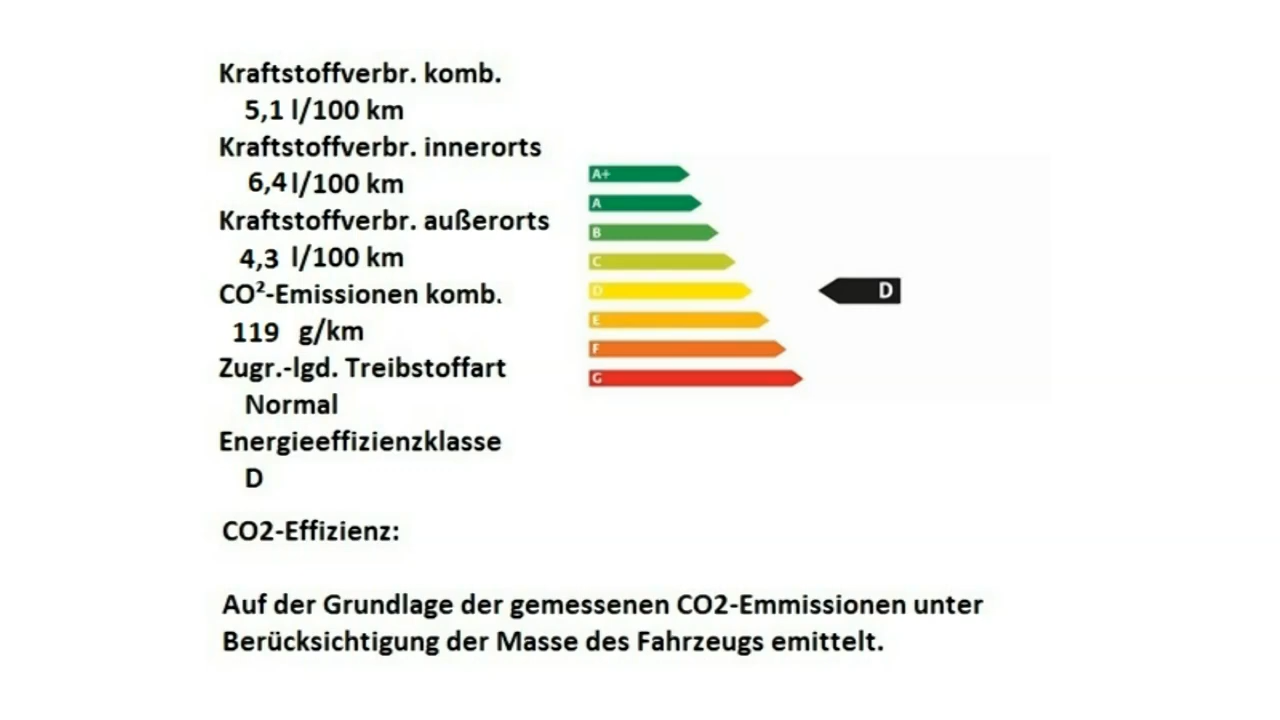 Kraftstoffverbr. komb.
5,1 l/100 km
Kraftstoffverbr. innerorts
6,4 l/100 km
Kraftstoffverbr. außerorts
4,3 l/100 km
CO²-Emissionen komb.
119 g/km
Zugr.-lgd. Treibstoffart
Normal
Energieeffizienzklasse
D
A+
A
B
C
D
D
E
F
G
CO2-Effizienz:
Auf der Grundlage der gemessenen CO2-Emmissionen unter
Berücksichtigung der Masse des Fahrzeugs emittelt.